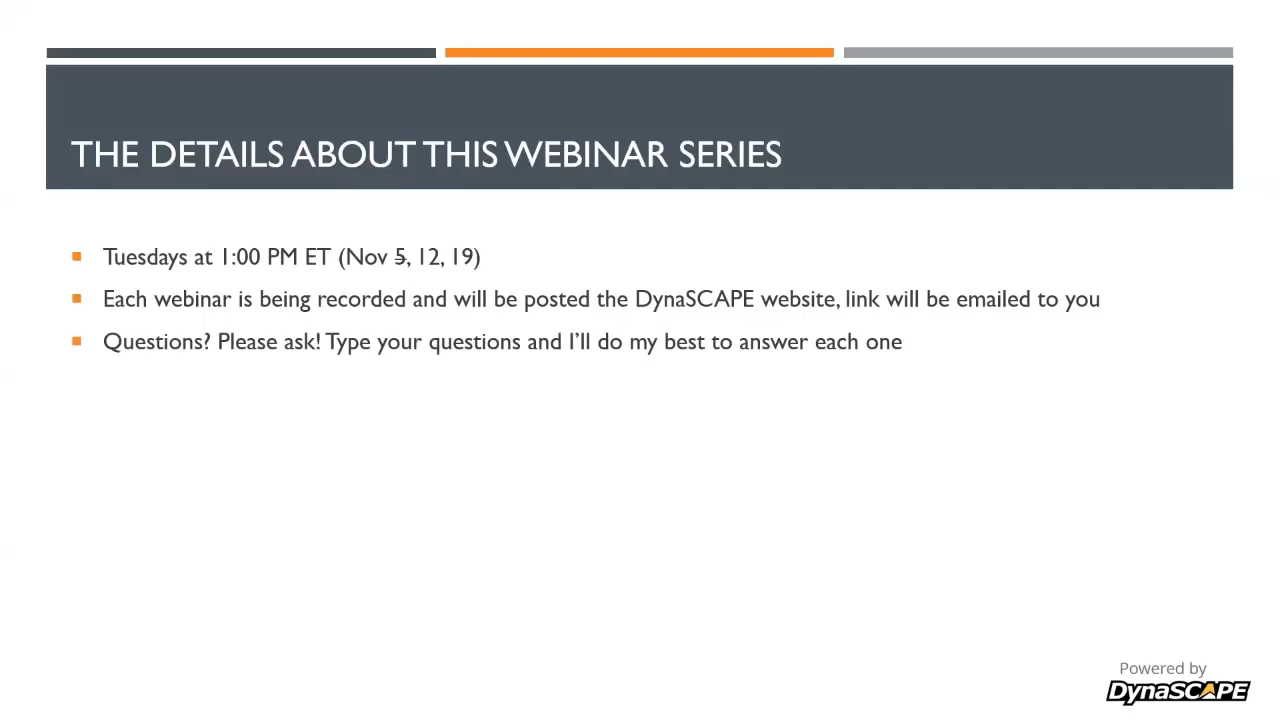 THE DETAILS ABOUT THIS WEBINAR SERIES
Tuesdays at 1:00 PM ET (Nov 5, 12, 19)
Each webinar is being recorded and will be posted the DynaSCAPE website, link will be emailed to you
Questions? Please ask! Type your questions and I'll do my best to answer each one
Powered by
DynaSCAPE